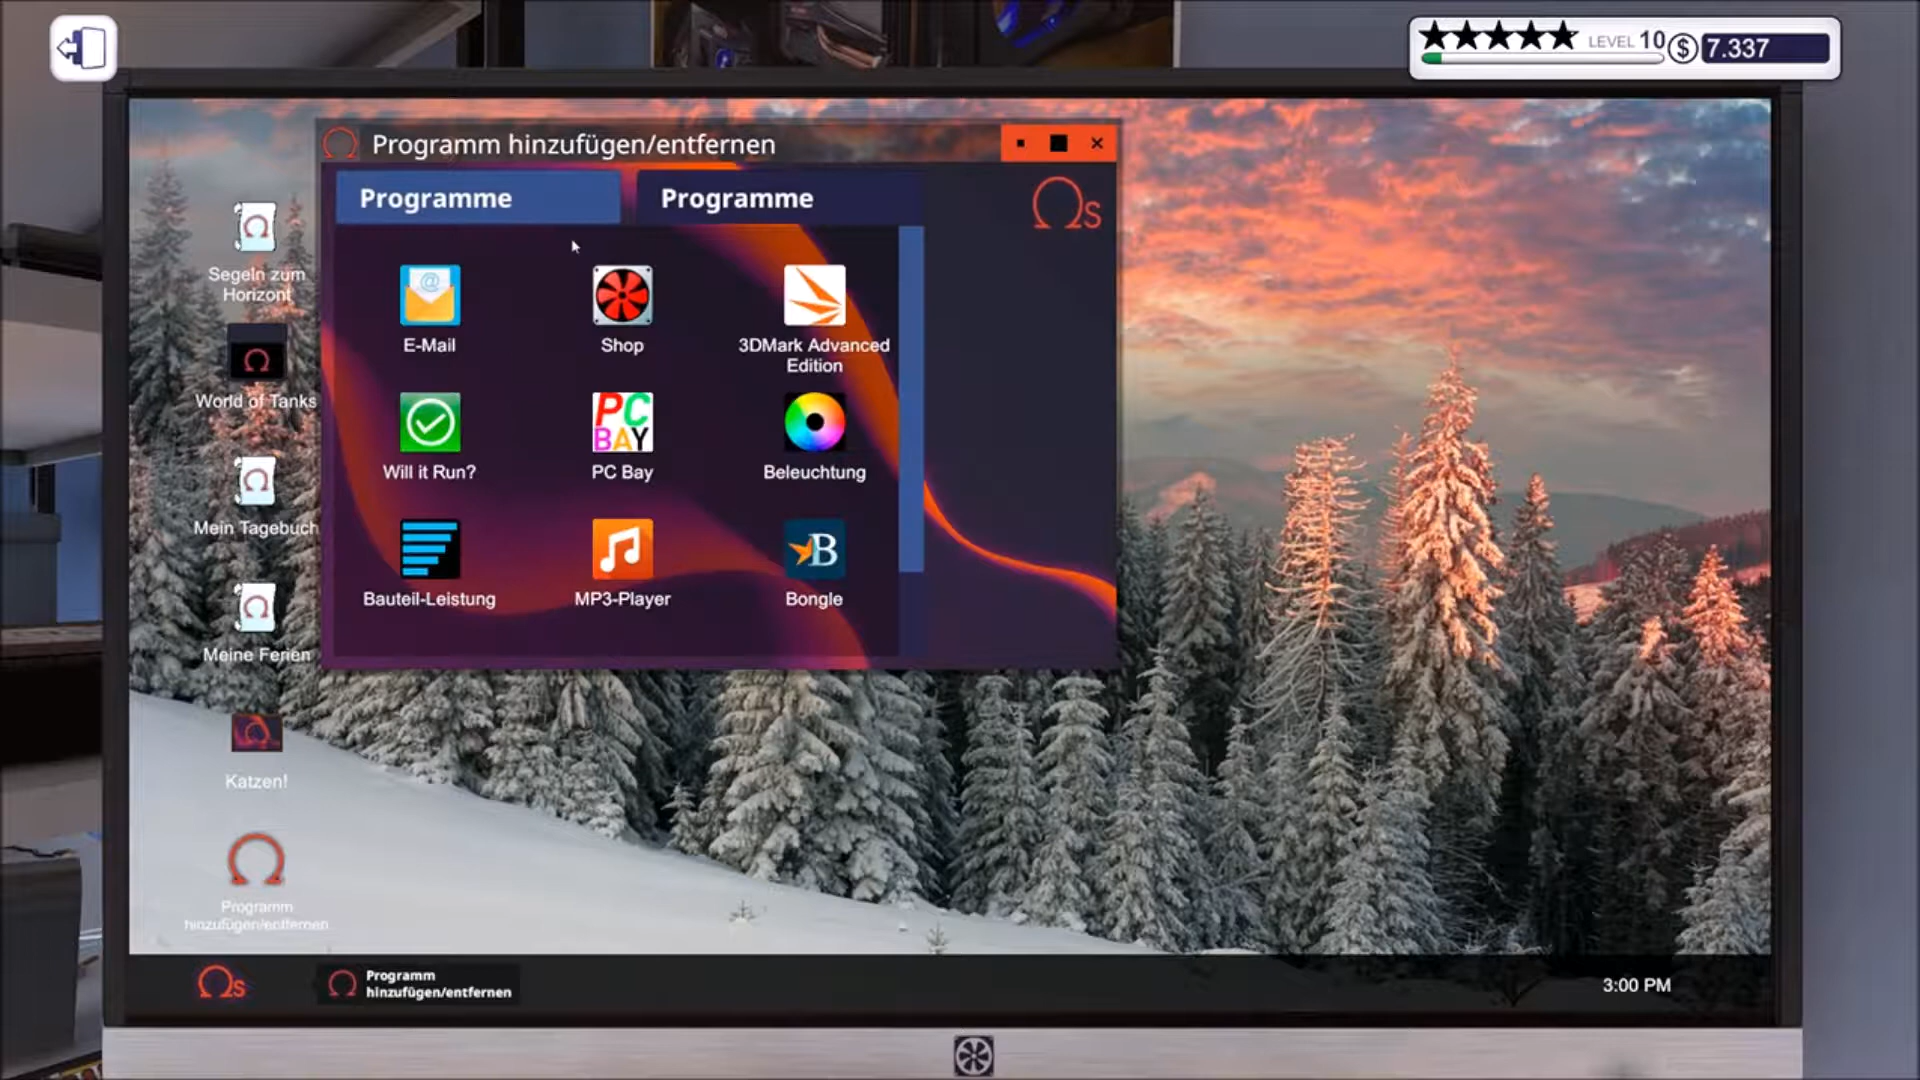 LEVEL 10
$ 7.337
Programm hinzufügen/entfernen
Programme
Programme
Ωs
Segeln zum
Horizont
World of Tanks
Mein Tagebuch
Meine Ferien
Katzen!
Programm
hinzufügen/entfernen
E-Mail
Shop
3DMark Advanced
Edition
Will it Run?
PC
BAY
PC Bay
Beleuchtung
Bauteil-Leistung
MP3-Player
B
Bongle
Ωs
Programm
hinzufügen/entfernen
3:00 PM